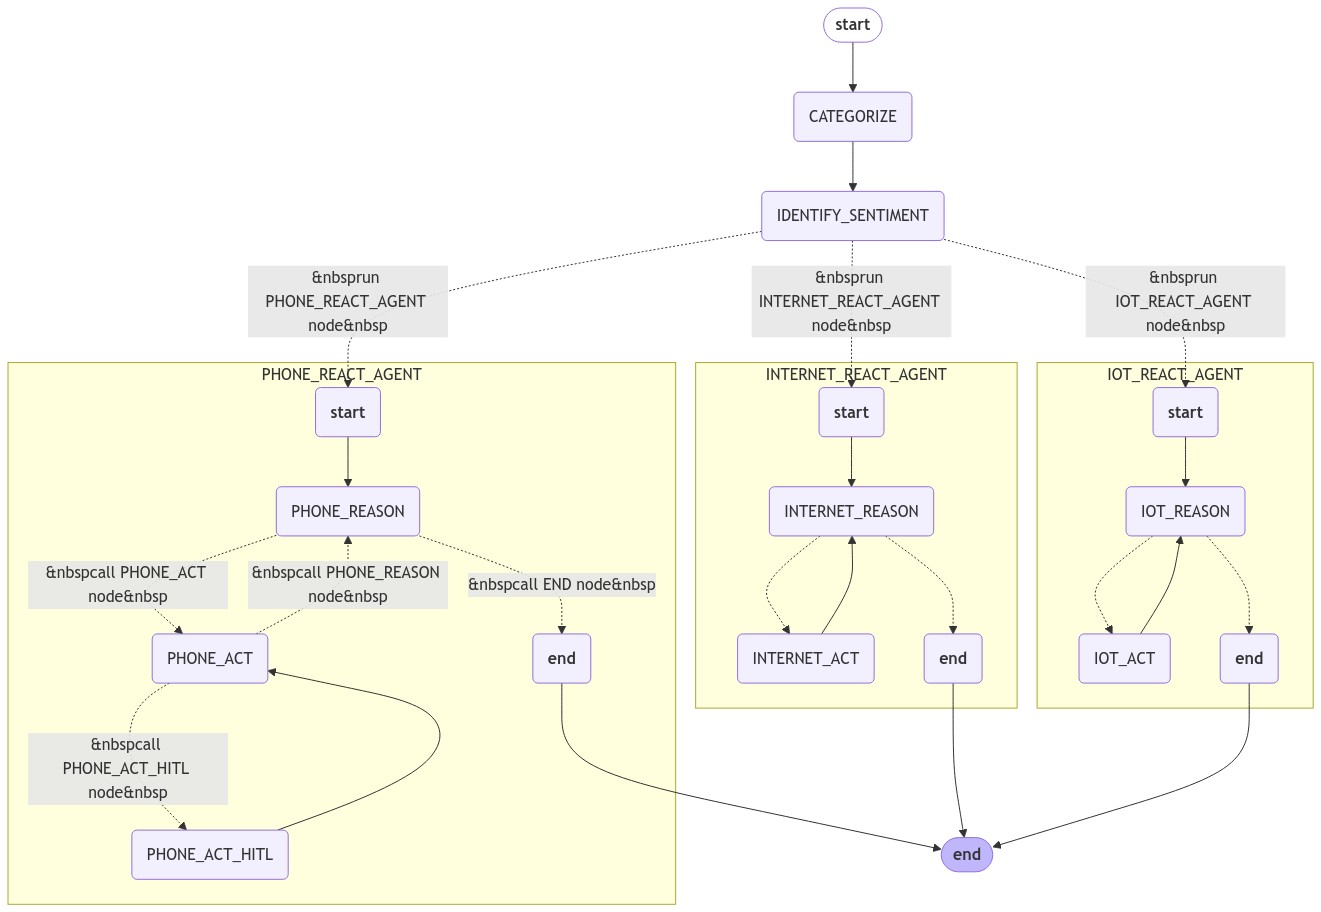 start
CATEGORIZE
IDENTIFY_SENTIMENT
&nbsprun
PHONE_REACT_AGENT
node&nbsp
&nbsprun
INTERNET_REACT_AGENT
node&nbsp
&nbsprun
IOT_REACT_AGENT
node&nbsp
PHONE_REACT_AGENT
start
PHONE_REASON
&nbspcall PHONE_ACT
node&nbsp
&nbspcall PHONE_REASON
node&nbsp
&nbspcall END node&nbsp
PHONE_ACT
end
&nbspcall
PHONE_ACT_HITL
node&nbsp
PHONE_ACT_HITL
INTERNET_REACT_AGENT
start
INTERNET_REASON
INTERNET_ACT
end
IOT_REACT_AGENT
start
IOT_REASON
IOT_ACT
end
end